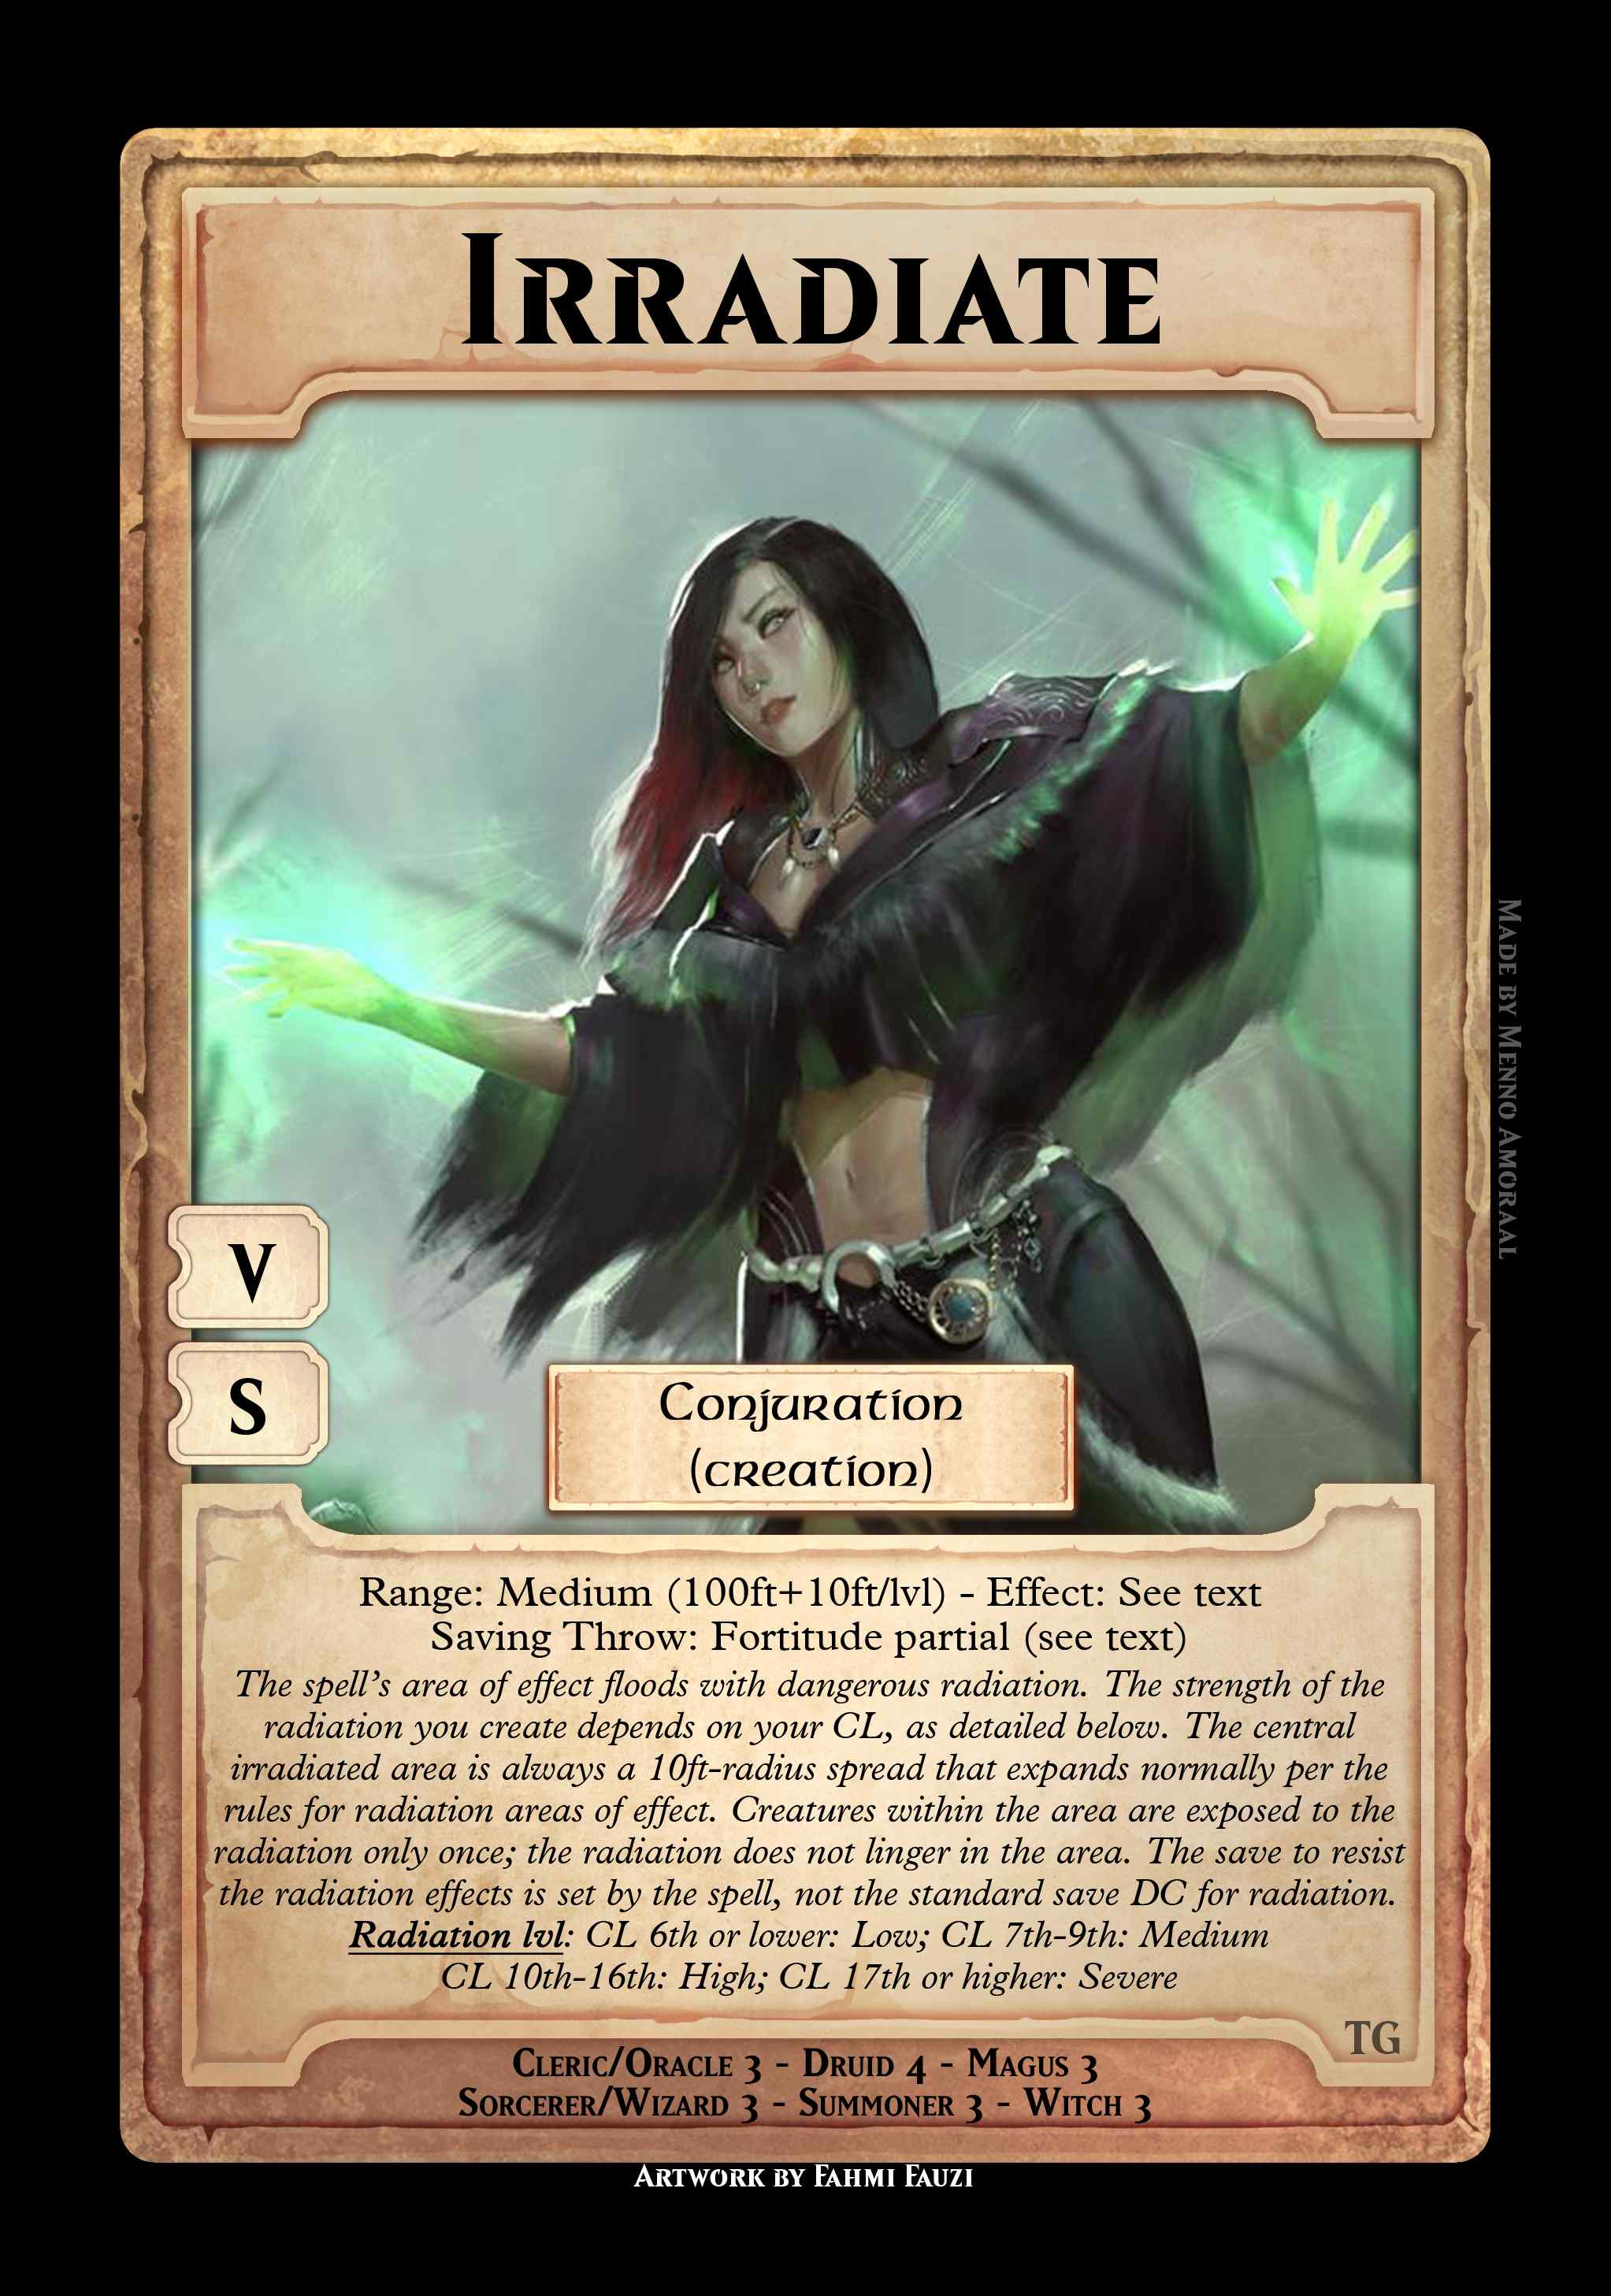 Irradiate
V
S
Conjuration
(creation)
Range: Medium (100ft+10ft/lvl) - Effect: See text
Saving Throw: Fortitude partial (see text)
The spell's area of effect floods with dangerous radiation. The strength of the
radiation you create depends on your CL, as detailed below. The central
irradiated area is always a 10ft-radius spread that expands normally per the
rules for radiation areas of effect. Creatures within the area are exposed to the
radiation only once; the radiation does not linger in the area. The save to resist
the radiation effects is set by the spell, not the standard save DC for radiation.
Radiation lvl: CL 6th or lower: Low; CL 7th-9th: Medium
CL 10th-16th: High; CL 17th or higher: Severe
TG
Cleric/Oracle 3 - Druid 4 - Magus 3
Sorcerer/Wizard 3 - Summoner 3 - Witch 3
Artwork by Fahmi Fauzi
Made by Menno Amoraal